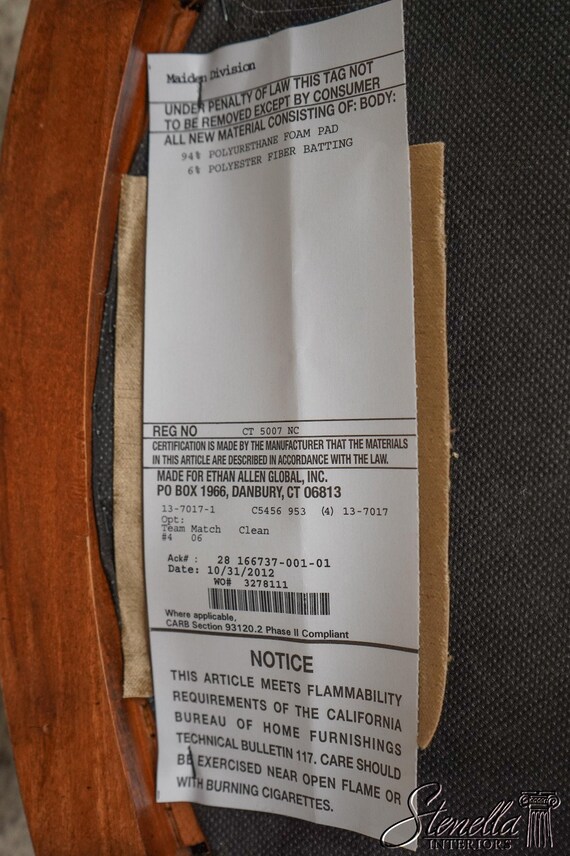 Maiden Division
UNDER PENALTY OF LAW THIS TAG NOT
TO BE REMOVED EXCEPT BY CONSUMER
ALL NEW MATERIAL CONSISTING OF: BODY:
94% POLYURETHANE FOAM PAD
6% POLYESTER FIBER BATTING
REG NO CT 5007 NC
CERTIFICATION IS MADE BY THE MANUFACTURER THAT THE MATERIALS
IN THIS ARTICLE ARE DESCRIBED IN ACCORDANCE WITH THE LAW.
MADE FOR ETHAN ALLEN GLOBAL, INC.
PO BOX 1966, DANBURY, CT 06813
13-7017-1 C5456 953 (4) 13-7017
Opt:
Team Match Clean
#4 06
Ack# : 28 166737-001-01
Date: 10/31/2012
WO# 3278111
Where applicable,
CARB Section 93120.2 Phase II Compliant
NOTICE
THIS ARTICLE MEETS FLAMMABILITY
REQUIREMENTS OF THE CALIFORNIA
BUREAU OF HOME FURNISHINGS
TECHNICAL BULLETIN 117. CARE SHOULD
BE EXERCISED NEAR OPEN FLAME OR
WITH BURNING CIGARETTES.
Stenella
INTERIORS